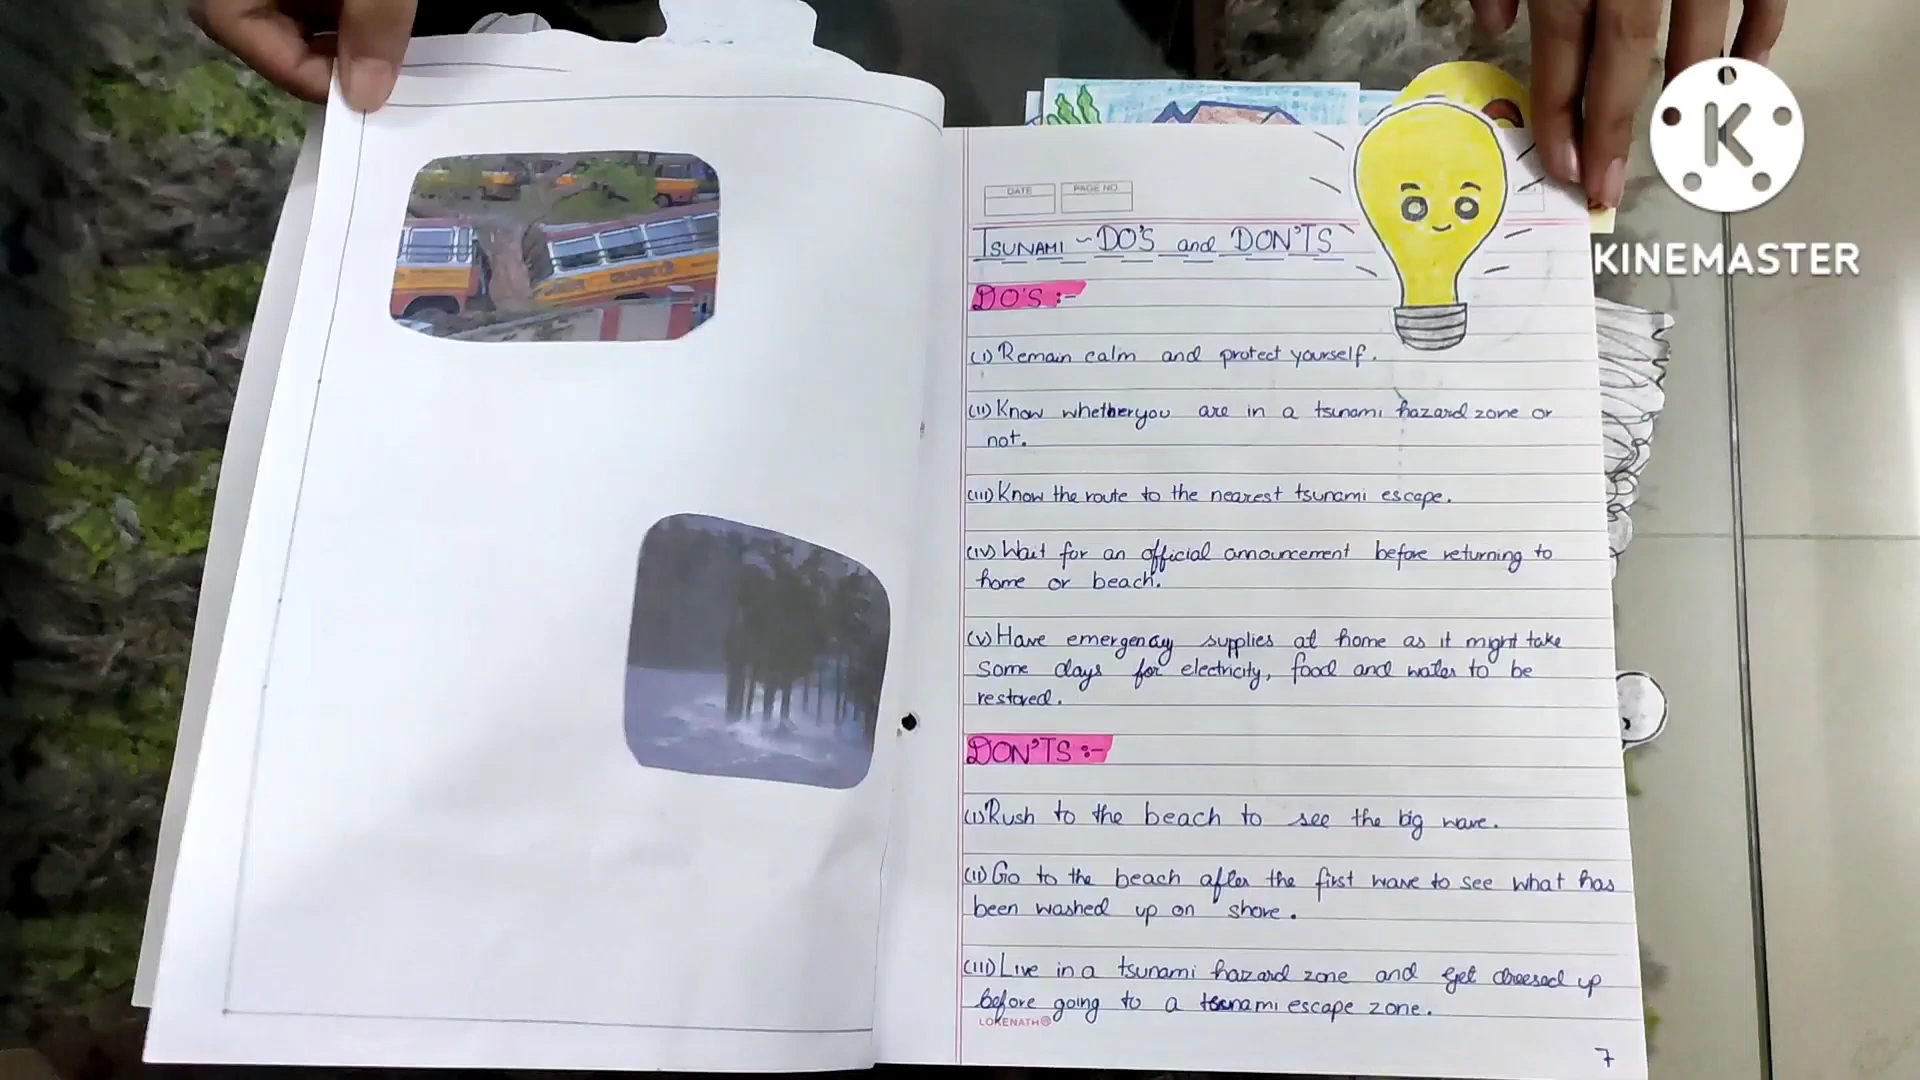 DATE
PAGE NO.
TSUNAMI - DO'S and DON'TS
DO'S :-
(I) Remain calm and protect yourself.
(II) Know whether you are in a tsunami hazard zone or
not.
(III) Know the route to the nearest tsunami escape.
(IV) Wait for an official announcement before returning to
home or beach.
(V) Have emergency supplies at home as it might take
some days for electricity, food and water to be
restored.
DON'TS :-
(I) Rush to the beach to see the big wave.
(II) Go to the beach after the first wave to see what has
been washed up on shore.
(III) Live in a tsunami hazard zone and get dressed up
before going to a tsunami escape zone.
LOKENATH
7
K
KINEMASTER